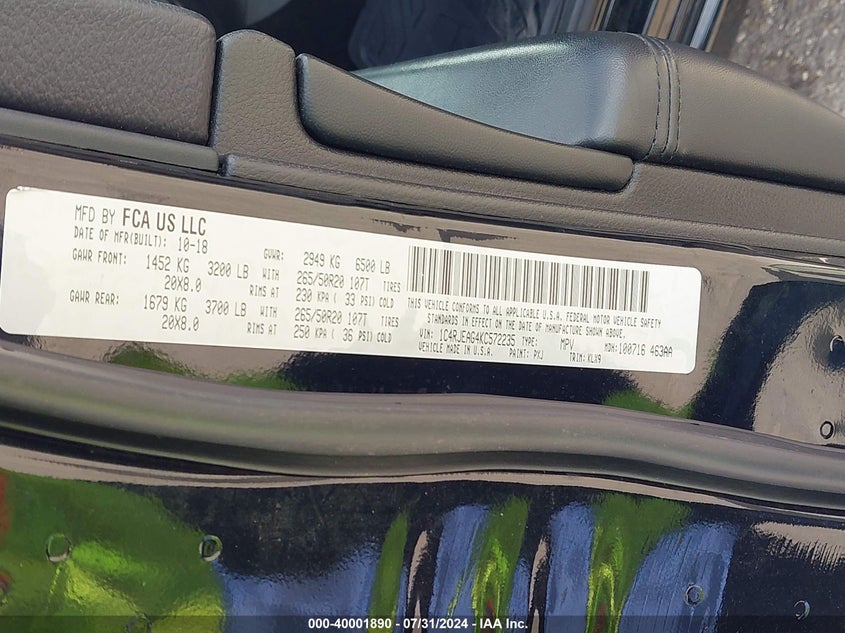 MFD BY FCA US LLC
DATE OF MFR(BUILT): 10-18 GVWR: 2949 KG 6500 LB
GAWR FRONT: 1452 KG 3200 LB WITH 265/50R20 107T TIRES
20X8.0 RIMS AT 230 KPA ( 33 PSI) COLD
GAWR REAR: 1679 KG 3700 LB WITH 265/50R20 107T TIRES
20X8.0 RIMS AT 250 KPA ( 36 PSI) COLD
THIS VEHICLE CONFORMS TO ALL APPLICABLE U.S.A. FEDERAL MOTOR VEHICLE SAFETY
STANDARDS IN EFFECT ON THE DATE OF MANUFACTURE SHOWN ABOVE.
VIN: 1C4RJEAG4KC572235 TYPE: MPV MDH: 100716 463AA
VEHICLE MADE IN U.S.A. PAINT: PXJ TRIM: KLX9
000-40001890 - 07/31/2024 - IAA Inc.